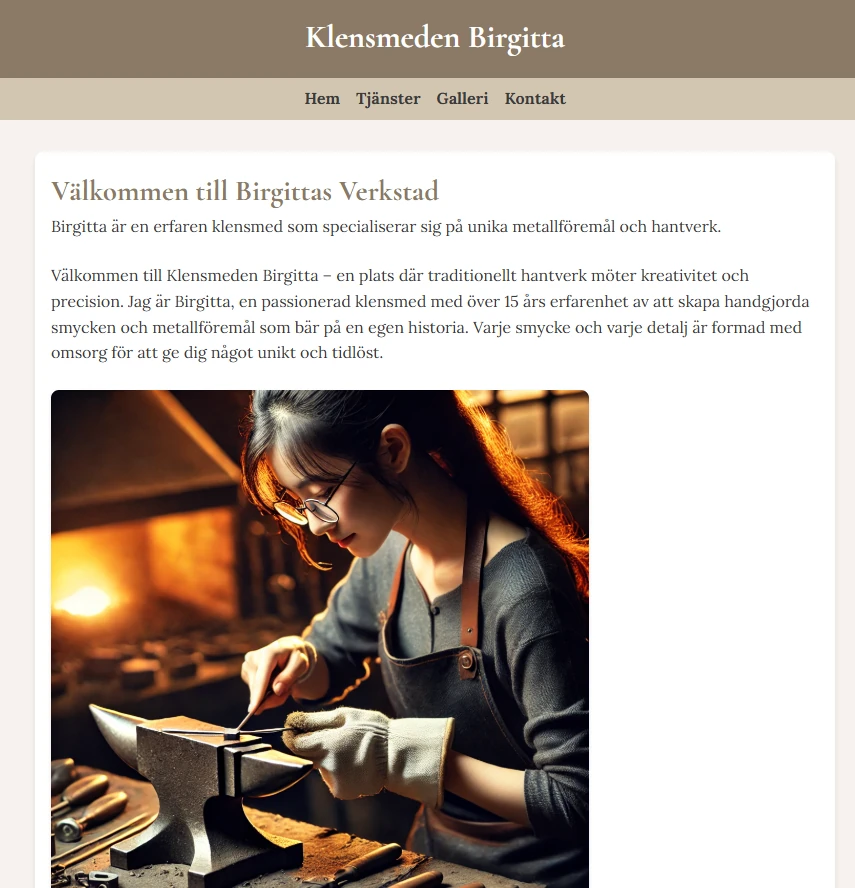 Klensmeden Birgitta
Hem Tjänster Galleri Kontakt
Välkommen till Birgittas Verkstad
Birgitta är en erfaren klensmed som specialiserar sig på unika metallföremål och hantverk.
Välkommen till Klensmeden Birgitta – en plats där traditionellt hantverk möter kreativitet och
precision. Jag är Birgitta, en passionerad klensmed med över 15 års erfarenhet av att skapa handgjorda
smycken och metallföremål som bär på en egen historia. Varje smycke och varje detalj är formad med
omsorg för att ge dig något unikt och tidlöst.